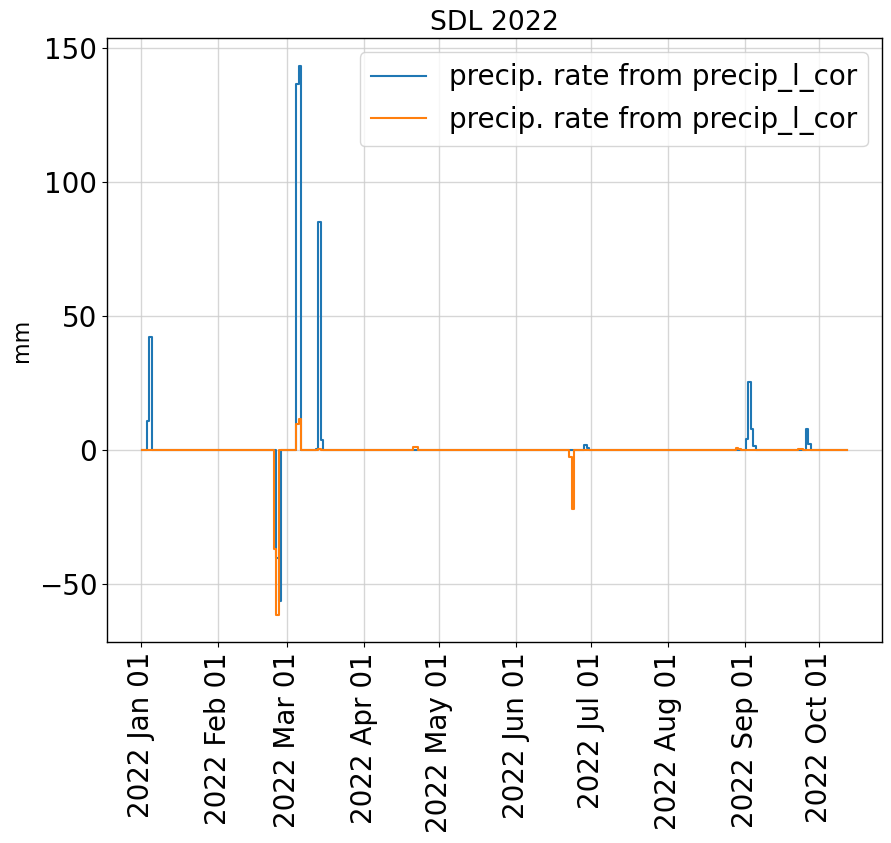 SDL 2022
150
100
50
0
−50
mm
precip. rate from precip_l_cor
precip. rate from precip_l_cor
2022 Jan 01
2022 Feb 01
2022 Mar 01
2022 Apr 01
2022 May 01
2022 Jun 01
2022 Jul 01
2022 Aug 01
2022 Sep 01
2022 Oct 01